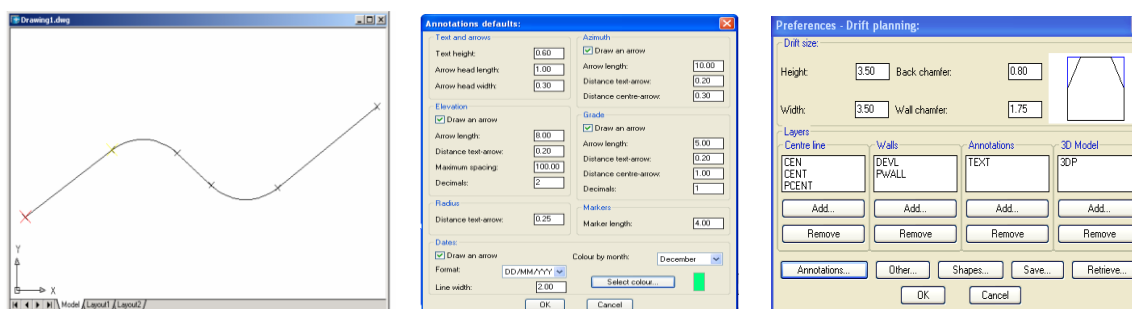 Drawing1.dwg
Y
X
Model Layout1 Layout2
Annotations defaults:
Text and arrows
Text height: 0.60
Arrow head length: 1.00
Arrow head width: 0.30
Elevation
Draw an arrow
Arrow length: 8.00
Distance text-arrow: 0.20
Maximum spacing: 100.00
Decimals: 2
Radius
Distance text-arrow: 0.25
Azimuth
Draw an arrow
Arrow length: 10.00
Distance text-arrow: 0.20
Distance centre-arrow: 0.30
Grade
Draw an arrow
Arrow length: 5.00
Distance text-arrow: 0.20
Distance centre-arrow: 1.00
Decimals: 1
Markers
Marker length: 4.00
Dates:
Draw an arrow
Format: DD/MM/YYY
Line width: 2.00
Colour by month: December
Select colour...
OK Cancel
Preferences - Drift planning:
Drift size:
Height: 3.50 Back chamfer: 0.80
Width: 3.50 Wall chamfer: 1.75
Layers
Centre line Walls Annotations 3D Model
CEN DEVL TEXT 3DP
CENT PWALL
PCENT
Add... Add... Add... Add...
Remove Remove Remove Remove
Annotations... Other... Shapes... Save... Retrieve...
OK Cancel